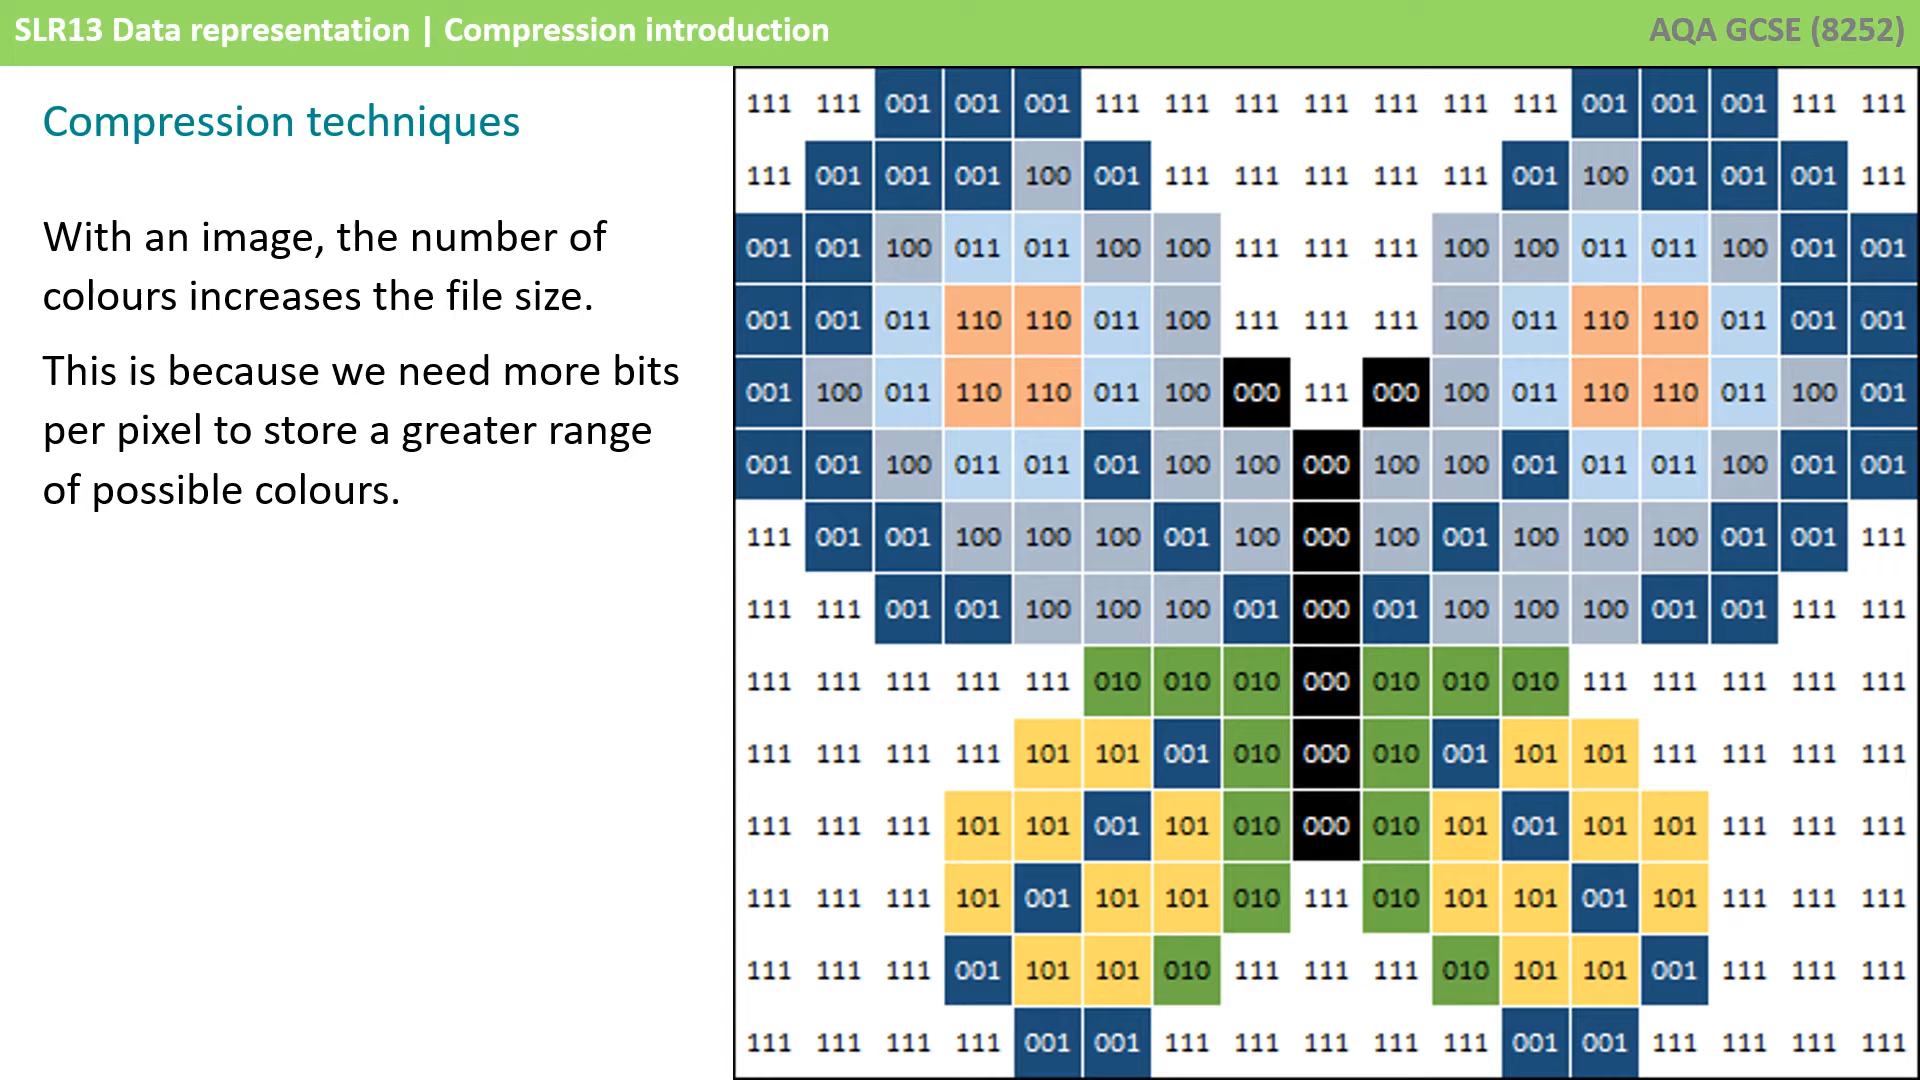 SLR13 Data representation | Compression introduction
AQA GCSE (8252)
Compression techniques
With an image, the number of
colours increases the file size.
This is because we need more bits
per pixel to store a greater range
of possible colours.
111 111 001 001 001 111 111 111 111 111 111 111 001 001 001 111 111
111 001 001 001 100 001 111 111 111 111 111 001 100 001 001 001 111
001 001 100 011 011 100 100 111 111 111 100 100 011 011 100 001 001
001 001 011 110 110 011 100 111 111 111 100 011 110 110 011 001 001
001 100 011 110 110 011 100 000 111 000 100 011 110 110 011 100 001
001 001 100 011 011 001 100 100 000 100 100 001 011 011 100 001 001
111 001 001 100 100 100 001 100 000 100 001 100 100 100 001 001 111
111 111 001 001 100 100 100 001 000 001 100 100 100 001 001 111 111
111 111 111 111 111 010 010 010 000 010 010 010 111 111 111 111 111
111 111 111 111 101 101 001 010 000 010 001 101 101 111 111 111 111
111 111 111 101 101 001 101 010 000 010 101 001 101 101 111 111 111
111 111 111 101 001 101 101 010 111 010 101 101 001 101 111 111 111
111 111 111 001 101 101 010 111 111 111 010 101 101 001 111 111 111
111 111 111 111 001 001 111 111 111 111 111 001 001 111 111 111 111